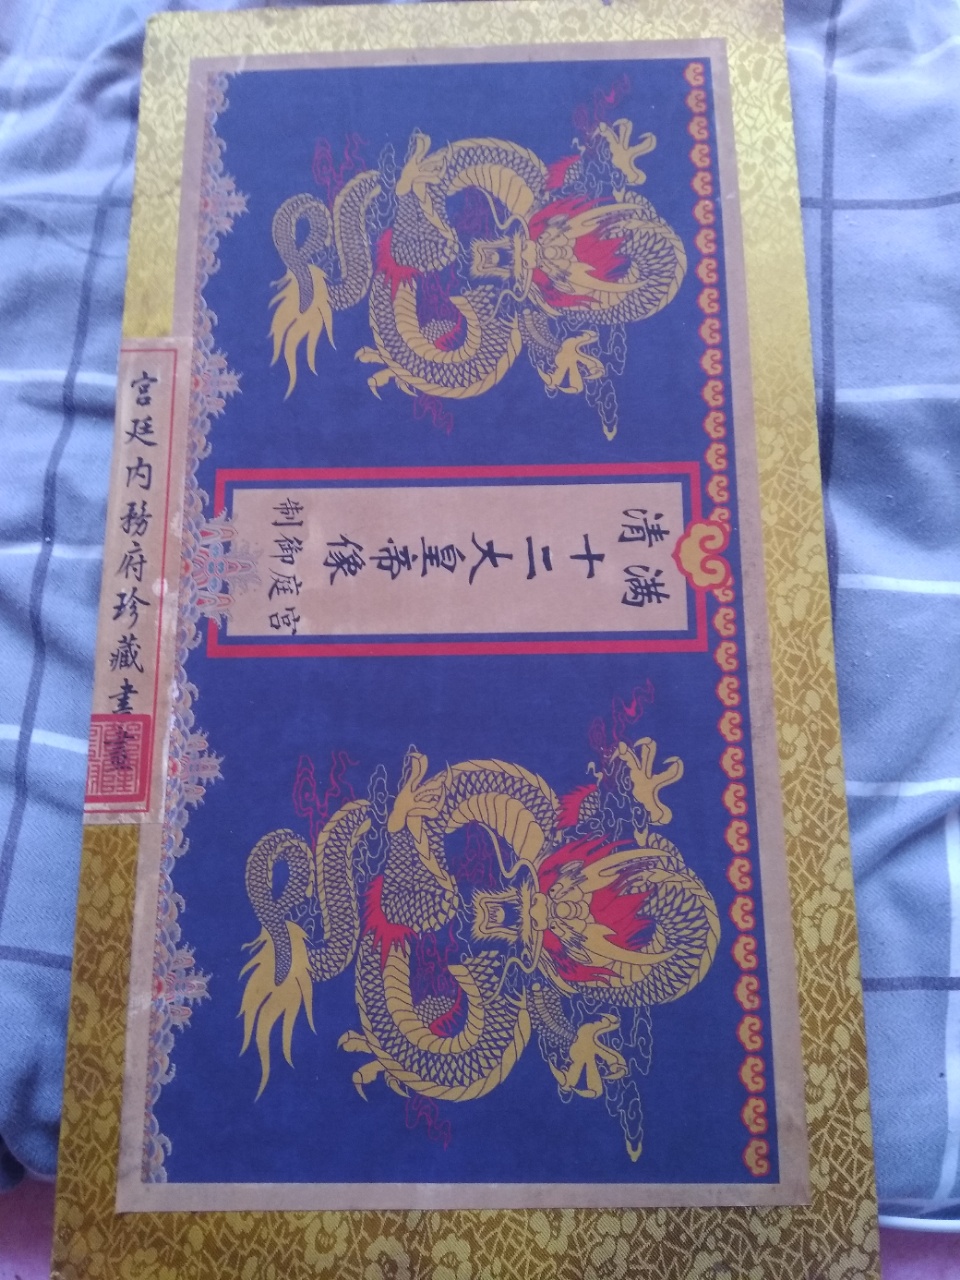 满清
十二大皇帝像
宫庭御制
宫廷内務府珍藏書畫